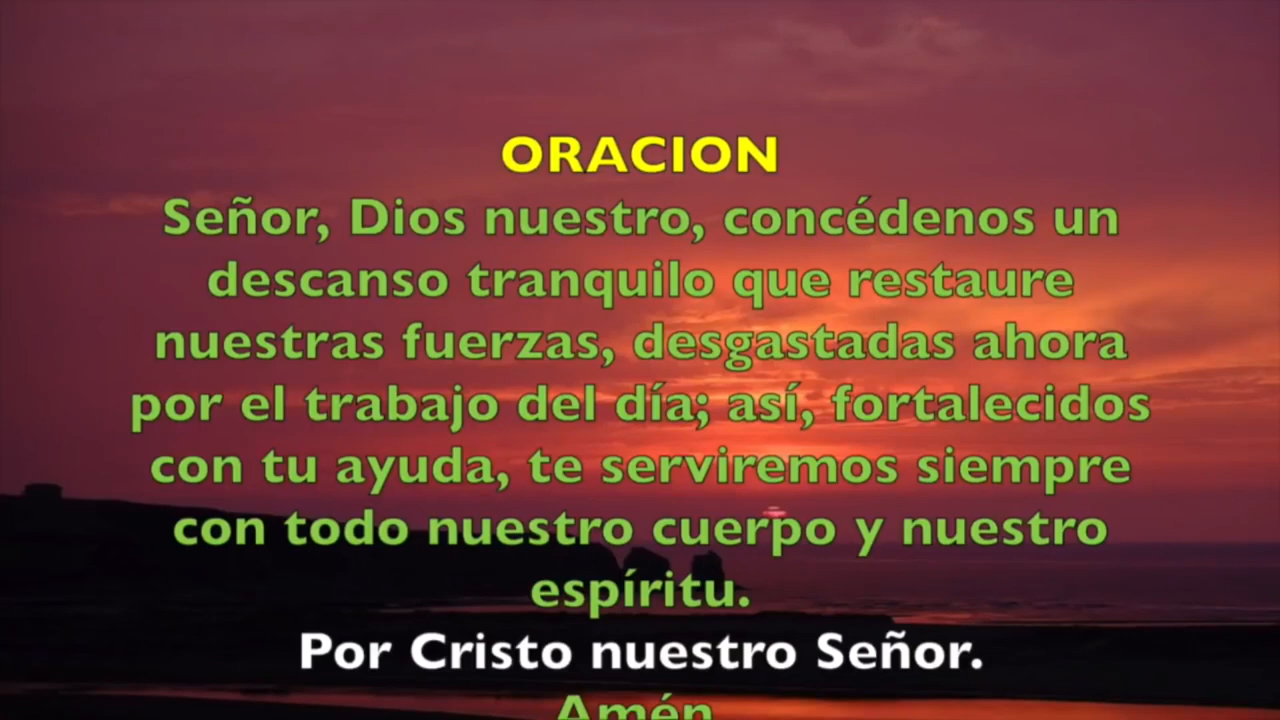 ORACION
Señor, Dios nuestro, concédenos un
descanso tranquilo que restaure
nuestras fuerzas, desgastadas ahora
por el trabajo del día; así, fortalecidos
con tu ayuda, te serviremos siempre
con todo nuestro cuerpo y nuestro
espíritu.
Por Cristo nuestro Señor.
Amén